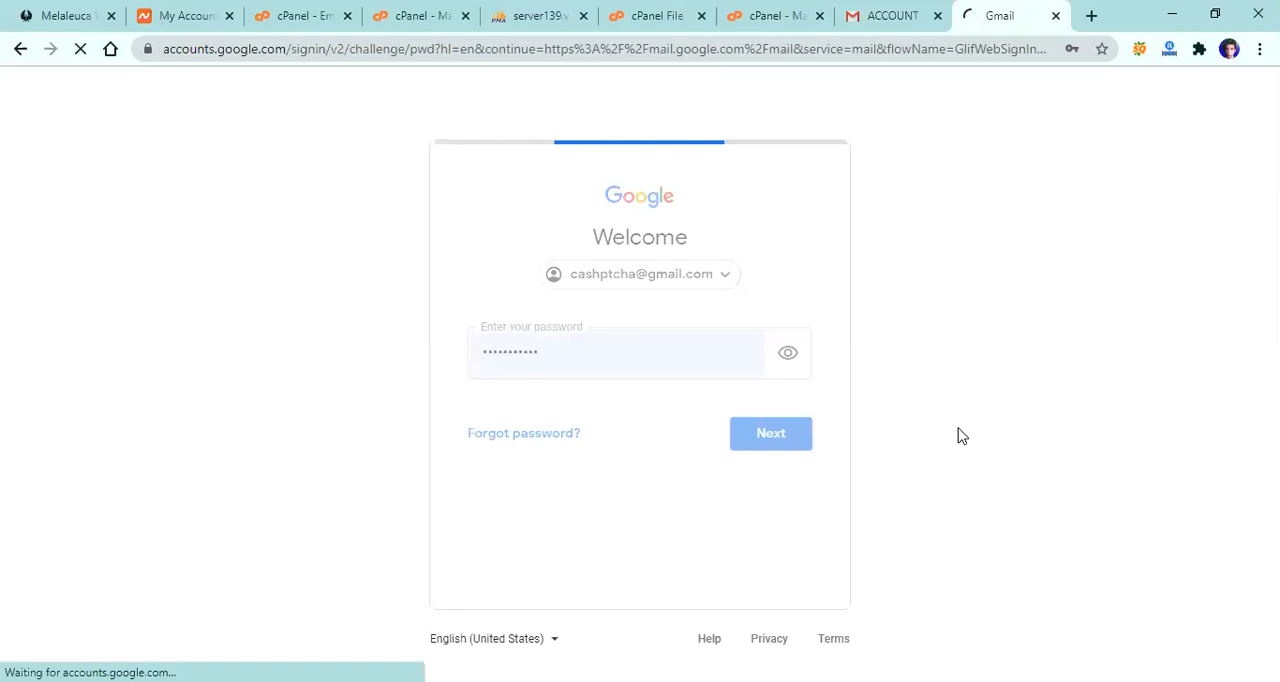 Melaleuca
My Accoun
cPanel - Em
cPanel - Ma
server139.v
cPanel File
cPanel - Ma
ACCOUNT
Gmail
accounts.google.com/signin/v2/challenge/pwd?hl=en&continue=https%3A%2F%2Fmail.google.com%2Fmail&service=mail&flowName=GlifWebSignIn...
Google
Welcome
cashptcha@gmail.com
Enter your password
•••••••••••
Forgot password?
Next
English (United States)
Help
Privacy
Terms
Waiting for accounts.google.com...